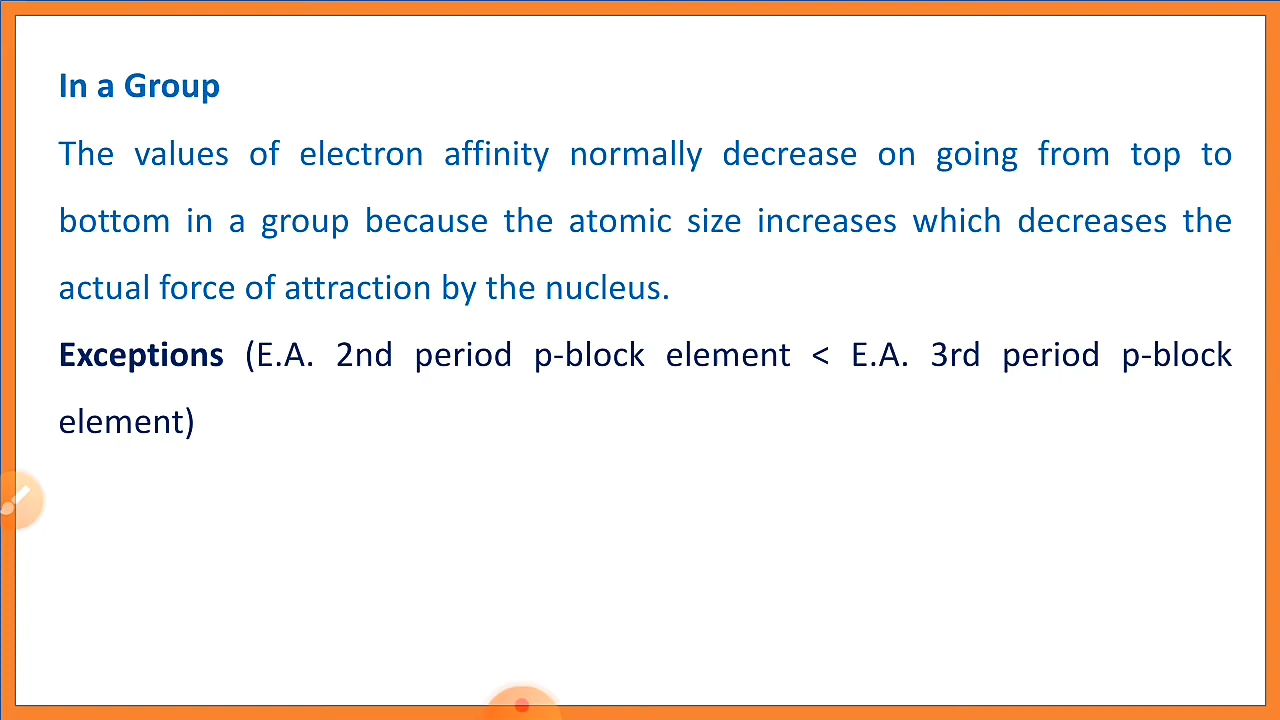 In a Group
The values of electron affinity normally decrease on going from top to
bottom in a group because the atomic size increases which decreases the
actual force of attraction by the nucleus.
Exceptions (E.A. 2nd period p-block element < E.A. 3rd period p-block
element)